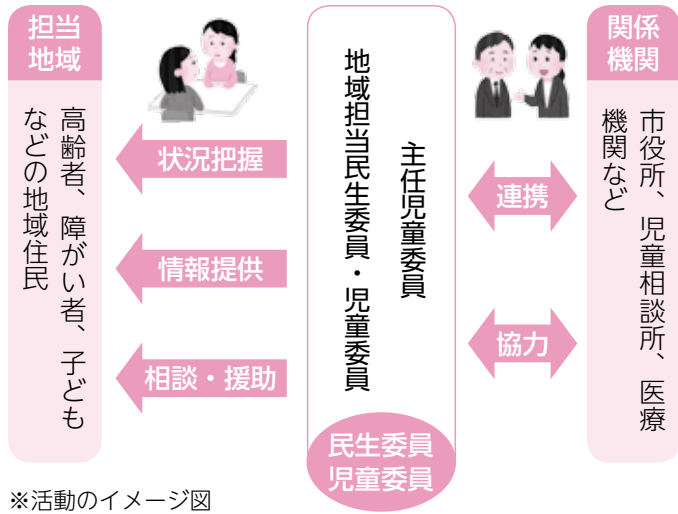 担当
地域
高齢者、障がい者、子ども
などの地域住民
状況把握
情報提供
相談・援助
主任児童委員
地域担当民生委員・児童委員
民生委員
児童委員
連携
協力
関係
機関
市役所、児童相談所、医療
機関など
※活動のイメージ図